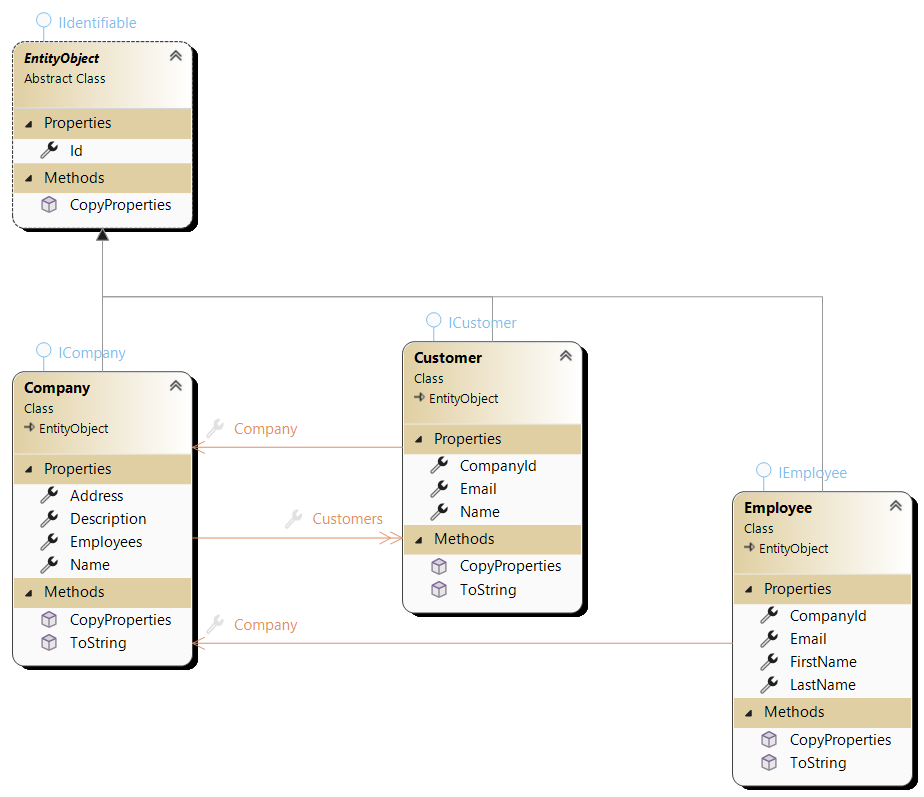 IIdentifiable
EntityObject
Abstract Class
Properties
Id
Methods
CopyProperties
ICompany
Company
Class
EntityObject
Properties
Address
Description
Employees
Name
Methods
CopyProperties
ToString
Company
Customers
Company
ICustomer
Customer
Class
EntityObject
Properties
CompanyId
Email
Name
Methods
CopyProperties
ToString
IEmployee
Employee
Class
EntityObject
Properties
CompanyId
Email
FirstName
LastName
Methods
CopyProperties
ToString